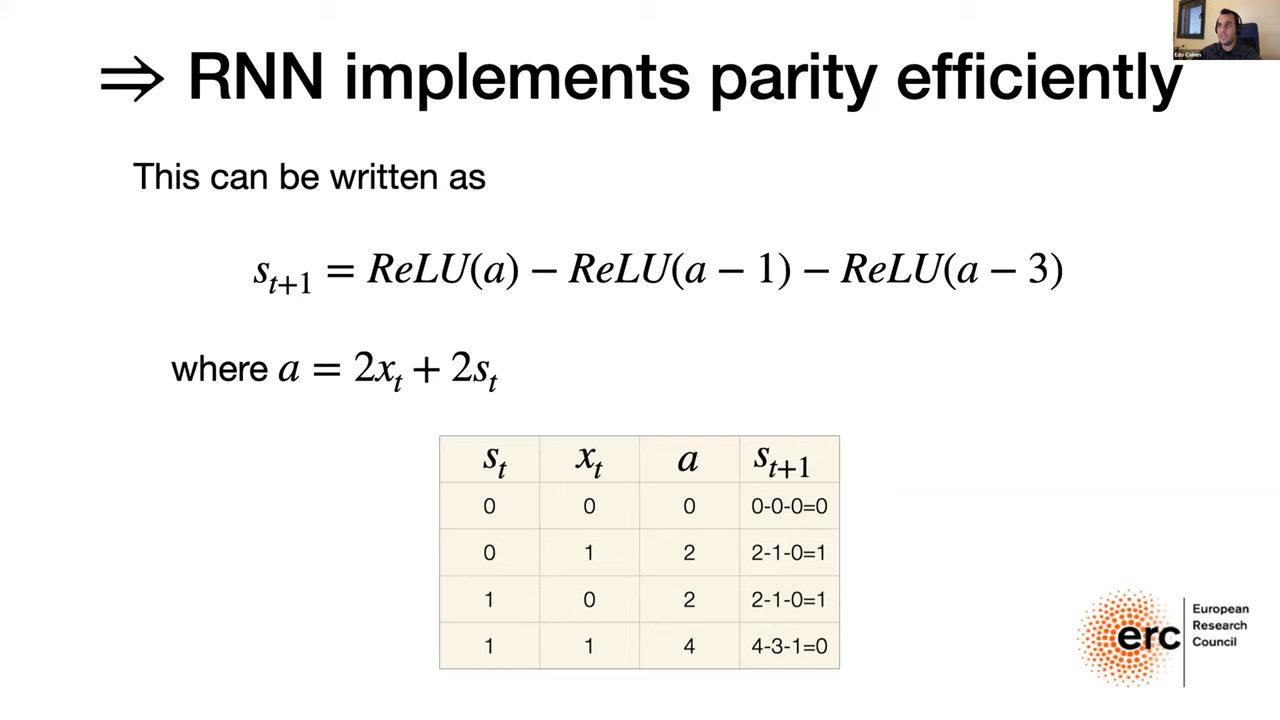 ⇒ RNN implements parity efficiently
Edo Cohen
This can be written as
s_{t+1} = ReLU(a) − ReLU(a − 1) − ReLU(a − 3)
where a = 2x_t + 2s_t
s_t x_t a s_{t+1}
0 0 0 0-0-0=0
0 1 2 2-1-0=1
1 0 2 2-1-0=1
1 1 4 4-3-1=0
erc
European
Research
Council